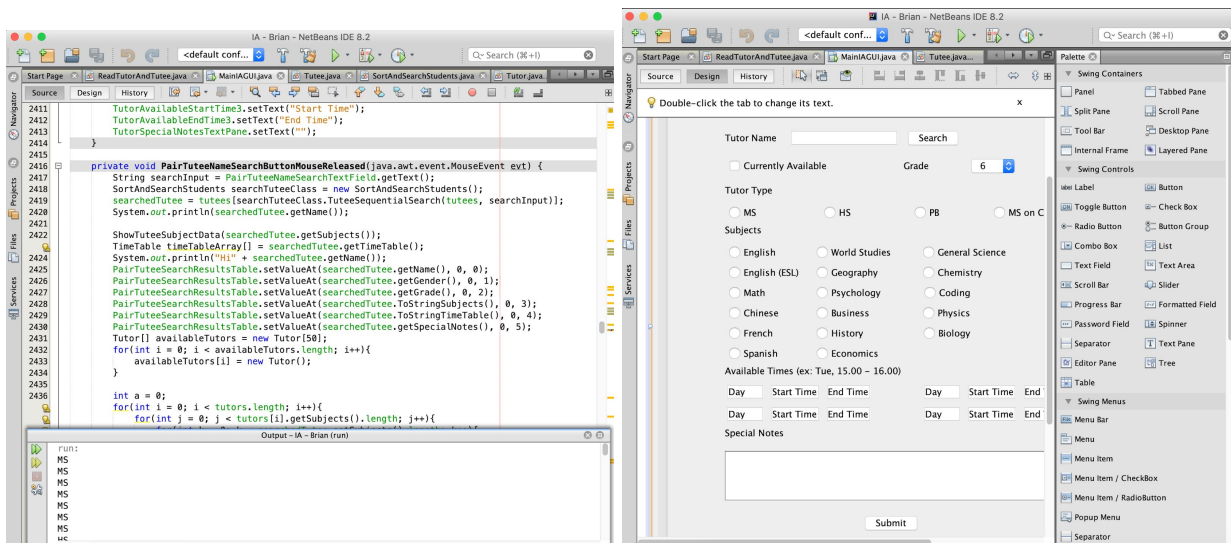 IA - Brian - NetBeans IDE 8.2
<default conf...
Search (⌘+I)
Start Page
ReadTutorAndTutee.java
MainIAGUI.java
Tutee.java
SortAndSearchStudents.java
Tutor.java
Source
Design
History
Navigator
Projects
Files
Services
2411 TutorAvailableStartTime3.setText("Start Time");
2412 TutorAvailableEndTime3.setText("End Time");
2413 TutorSpecialNotesTextPane.setText("");
2414 }
2415
2416 private void PairTuteeNameSearchButtonMouseReleased(java.awt.event.MouseEvent evt) {
2417 String searchInput = PairTuteeNameSearchTextField.getText();
2418 SortAndSearchStudents searchTuteeClass = new SortAndSearchStudents();
2419 searchedTutee = tutees[searchTuteeClass.TuteeSequentialSearch(tutees, searchInput)];
2420 System.out.println(searchedTutee.getName());
2421
2422 ShowTuteeSubjectData(searchedTutee.getSubjects());
TimeTable timeTableArray[] = searchedTutee.getTimeTable();
2424 System.out.println("Hi" + searchedTutee.getName());
2425 PairTuteeSearchResultsTable.setValueAt(searchedTutee.getName(), 0, 0);
2426 PairTuteeSearchResultsTable.setValueAt(searchedTutee.getGender(), 0, 1);
2427 PairTuteeSearchResultsTable.setValueAt(searchedTutee.getGrade(), 0, 2);
2428 PairTuteeSearchResultsTable.setValueAt(searchedTutee.ToStringSubjects(), 0, 3);
2429 PairTuteeSearchResultsTable.setValueAt(searchedTutee.ToStringTimeTable(), 0, 4);
2430 PairTuteeSearchResultsTable.setValueAt(searchedTutee.getSpecialNotes(), 0, 5);
2431 Tutor[] availableTutors = new Tutor[50];
2432 for(int i = 0; i < availableTutors.length; i++){
2433 availableTutors[i] = new Tutor();
2434 }
2435
2436 int a = 0;
for(int i = 0; i < tutors.length; i++){
for(int j = 0; j < tutors[i].getSubjects().length; j++){
Output - IA - Brian (run)
run:
MS
MS
MS
MS
MS
MS
MS
HS
IA - Brian - NetBeans IDE 8.2
<default conf...
Search (⌘+I)
Start Page
ReadTutorAndTutee.java
MainIAGUI.java
Tutee.java...
Source
Design
History
Navigator
Projects
Files
Services
Double-click the tab to change its text.
x
Tutor Name
Search
Currently Available
Grade
6
Tutor Type
MS
HS
PB
MS on C
Subjects
English
World Studies
General Science
English (ESL)
Geography
Chemistry
Math
Psychology
Coding
Chinese
Business
Physics
French
History
Biology
Spanish
Economics
Available Times (ex: Tue, 15.00 - 16.00)
Day Start Time End Time Day Start Time End
Day Start Time End Time Day Start Time End
Special Notes
Submit
Palette
Swing Containers
Panel
Tabbed Pane
Split Pane
Scroll Pane
Tool Bar
Desktop Pane
Internal Frame
Layered Pane
Swing Controls
Label
Button
Toggle Button
Check Box
Radio Button
Button Group
Combo Box
List
Text Field
Text Area
Scroll Bar
Slider
Progress Bar
Formatted Field
Password Field
Spinner
Separator
Text Pane
Editor Pane
Tree
Table
Swing Menus
Menu Bar
Menu
Menu Item
Menu Item / CheckBox
Menu Item / RadioButton
Popup Menu
Separator